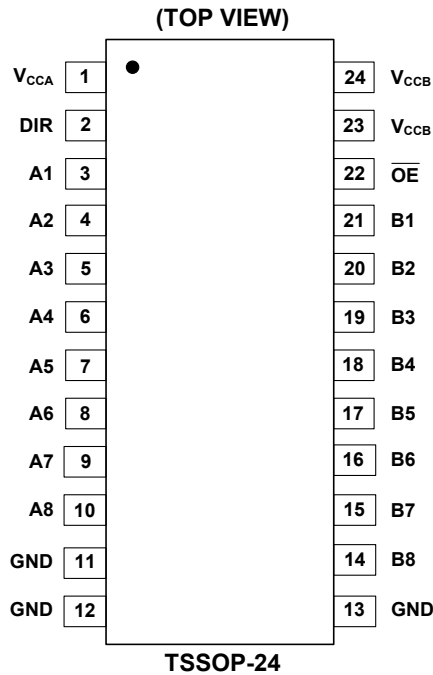 (TOP VIEW)
VCCA 1 24 VCCB
DIR 2 23 VCCB
A1 3 22 O̅E̅
A2 4 21 B1
A3 5 20 B2
A4 6 19 B3
A5 7 18 B4
A6 8 17 B5
A7 9 16 B6
A8 10 15 B7
GND 11 14 B8
GND 12 13 GND
TSSOP-24